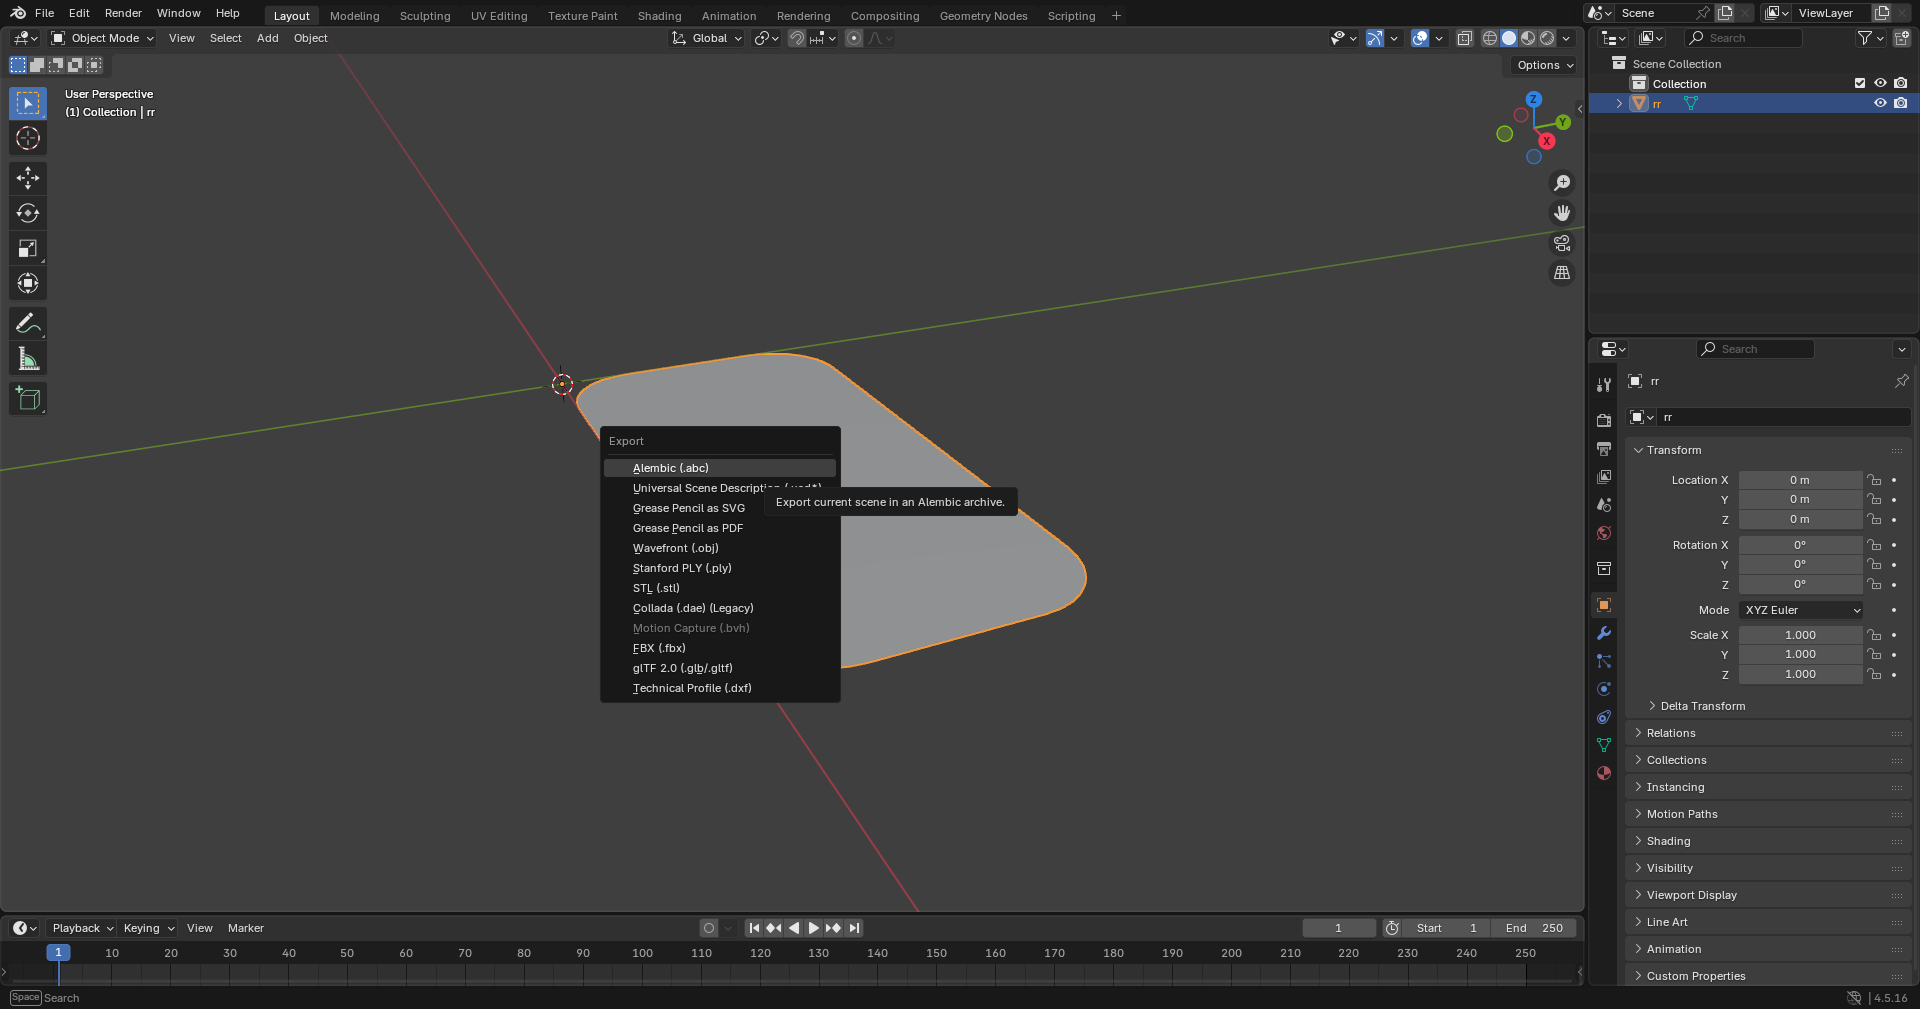 File Edit Render Window Help
Layout Modeling Sculpting UV Editing Texture Paint Shading Animation Rendering Compositing Geometry Nodes Scripting +
Scene ViewLayer
Object Mode View Select Add Object
Global
Search
Options
Scene Collection
Collection
rr
User Perspective
(1) Collection | rr
Z
Y
X
Export
Alembic (.abc)
Universal Scene Description (.usd*)
Export current scene in an Alembic archive.
Grease Pencil as SVG
Grease Pencil as PDF
Wavefront (.obj)
Stanford PLY (.ply)
STL (.stl)
Collada (.dae) (Legacy)
Motion Capture (.bvh)
FBX (.fbx)
glTF 2.0 (.glb/.gltf)
Technical Profile (.dxf)
Search
rr
rr
Transform
Location X 0 m
Y 0 m
Z 0 m
Rotation X 0°
Y 0°
Z 0°
Mode XYZ Euler
Scale X 1.000
Y 1.000
Z 1.000
Delta Transform
Relations
Collections
Instancing
Motion Paths
Shading
Visibility
Viewport Display
Line Art
Animation
Custom Properties
Playback Keying View Marker
1 Start 1 End 250
1 10 20 30 40 50 60 70 80 90 100 110 120 130 140 150 160 170 180 190 200 210 220 230 240 250
Space Search
4.5.16